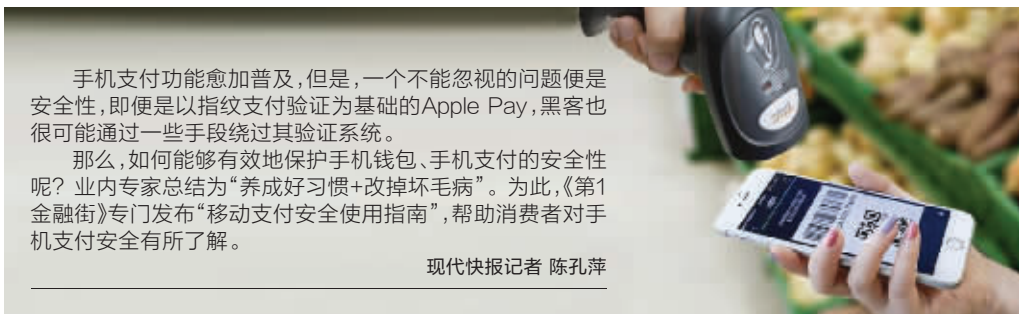 手机支付功能愈加普及,但是,一个不能忽视的问题便是
安全性,即便是以指纹支付验证为基础的Apple Pay,黑客也
很可能通过一些手段绕过其验证系统。
那么,如何能够有效地保护手机钱包、手机支付的安全性
呢？业内专家总结为“养成好习惯+改掉坏毛病”。为此,《第1
金融街》专门发布“移动支付安全使用指南”,帮助消费者对手
机支付安全有所了解。
现代快报记者 陈孔萍